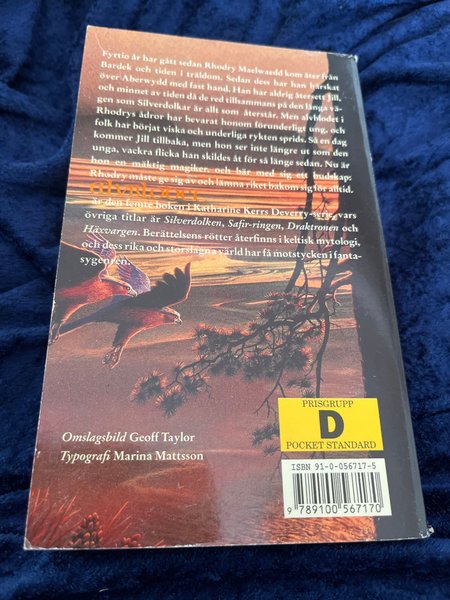 Fyrtio år har gått sedan Rhodry Maelwaedd kom åter från
Bardek och tiden i träldom. Sedan dess har han härskat
över Aberwydd med fast hand. Han har aldrig återsett Jill,
och minnet av tiden då de red tillsammans på den långa vä-
gen som Silverdolkar är allt som återstår. Men alvblodet i
Rhodrys ådror har bevarat honom förunderligt ung, och
folk har börjat viska och underliga rykten sprids. Så en dag
kommer Jill tillbaka, men hon ser inte längre ut som den
unga, vackra flicka han skildes åt för så länge sedan. Nu är
hon en mäktig magiker, och bär med sig ett budskap:
Rhodry måste ge sig av och lämna riket bakom sig för alltid.
är den femte boken i Katharine Kerrs Deverry-serie, vars
övriga titlar är Silverdolken, Safir-ringen, Draktronen och
Häxvargen. Berättelsens rötter återfinns i keltisk mytologi,
och dess rika och storslagna värld har få motstycken i fanta-
sygenren.
Omslagsbild Geoff Taylor
Typografi Marina Mattsson
PRISGRUPP
D
POCKET STANDARD
ISBN 91-0-056717-5
9 789100 567170